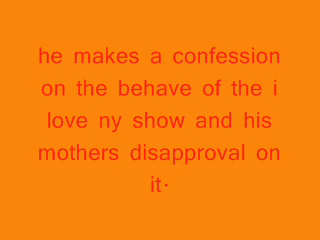 he makes a confession
on the behave of the i
love ny show and his
mothers disapproval on
it.